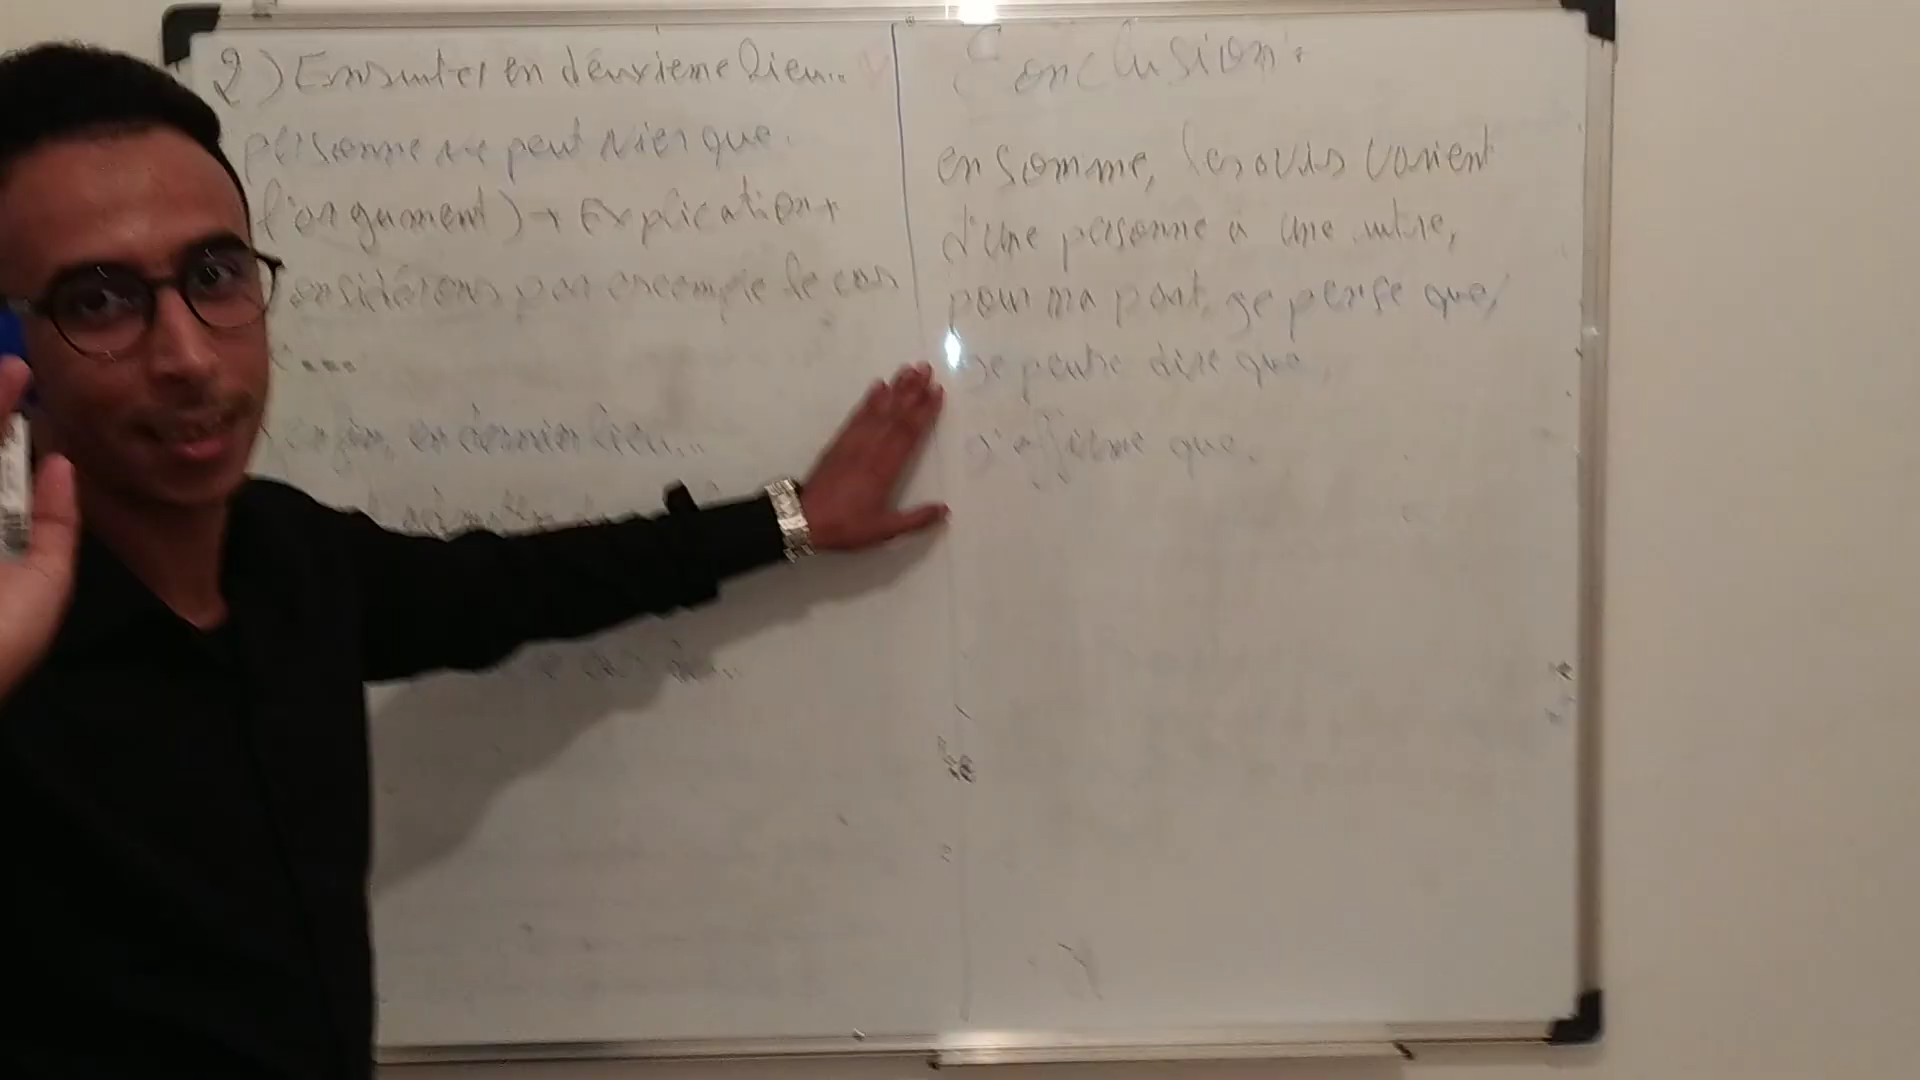 2) Ensuite, en deuxième lieu...
personne ne peut nier que.
l'argument) → Explication +
onsidérons par exemple le cas
...
enfin, en dernier lieu...
Conclusion:
en somme, les avis varient
d'une personne à une autre,
pour ma part, je pense que,
je peux dire que,
j'affirme que.